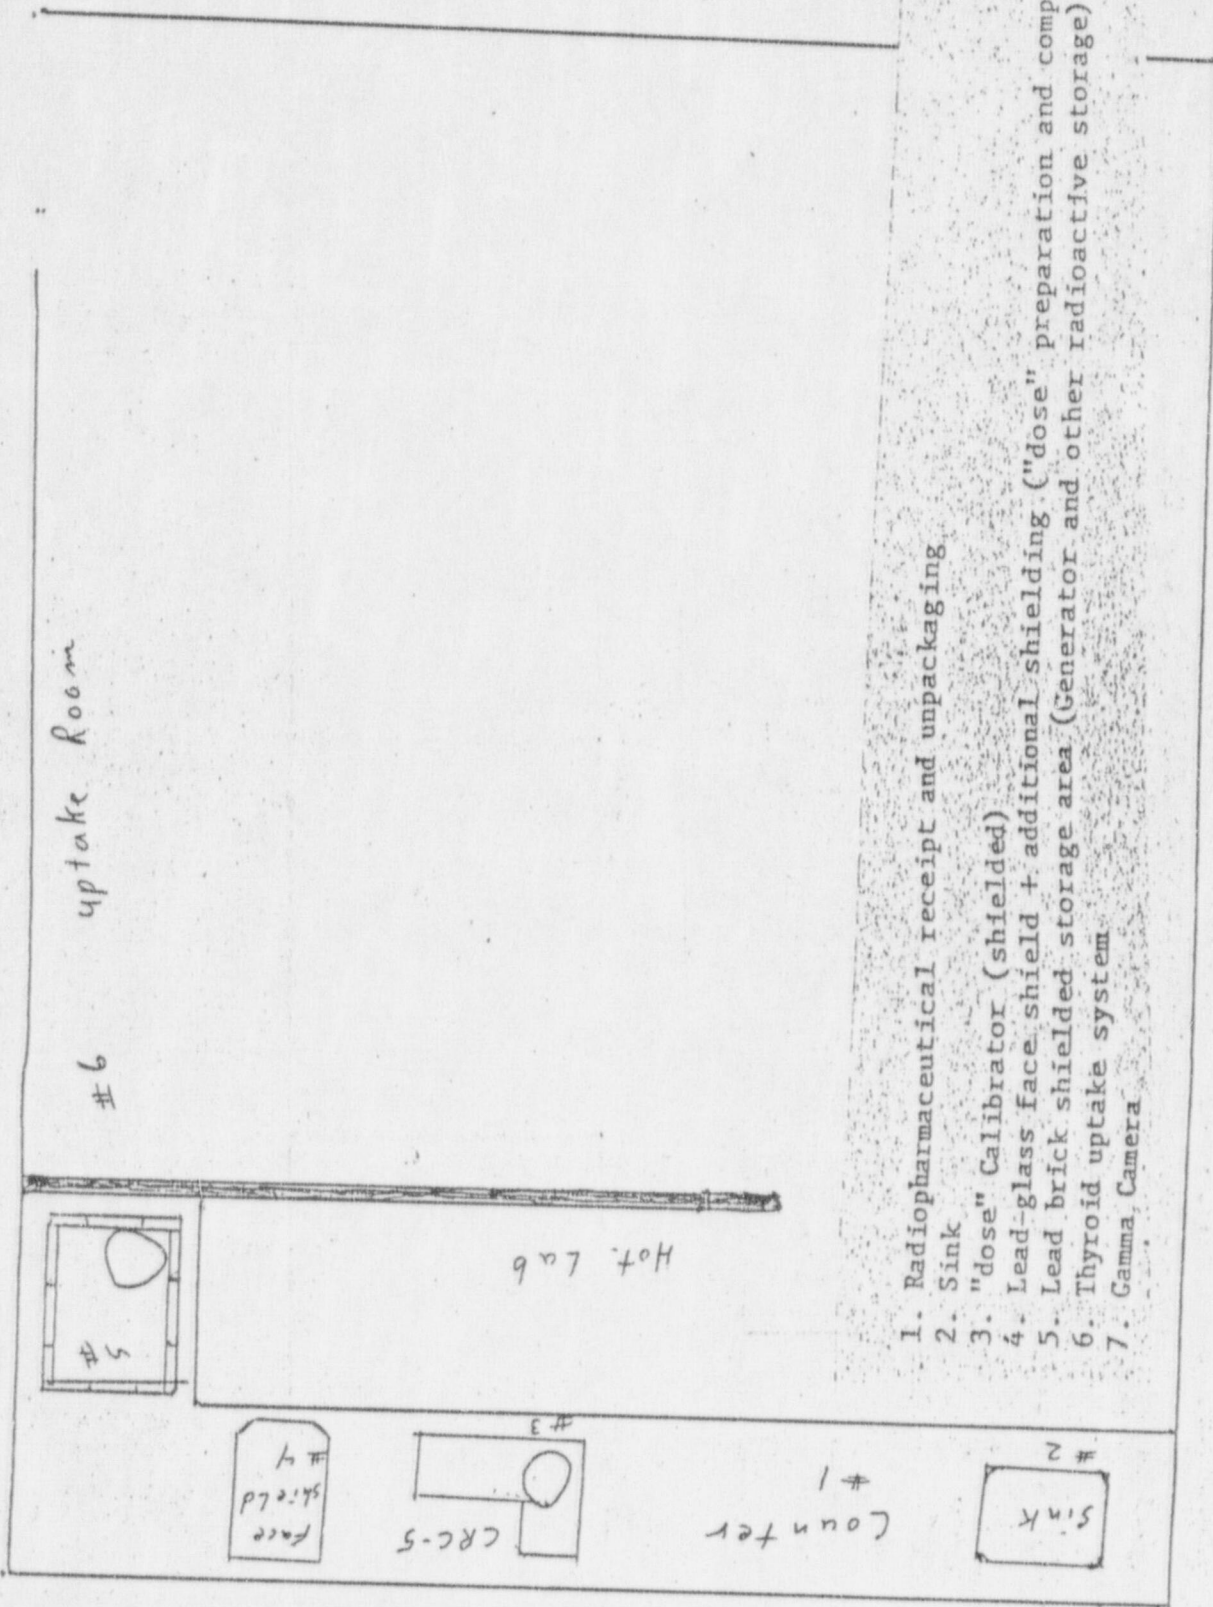 #6 uptake Room
#5
Hot Lab
Face
shield
#4
CRC-5
#3
Counter
#1
Sink
#2
1. Radiopharmaceutical receipt and unpackaging
2. Sink
3. "dose" Calibrator (shielded)
4. Lead-glass face shield + additional shielding ("dose" preparation and comp
5. Lead brick shielded storage area (Generator and other radioactive storage)
6. Thyroid uptake system
7. Gamma Camera